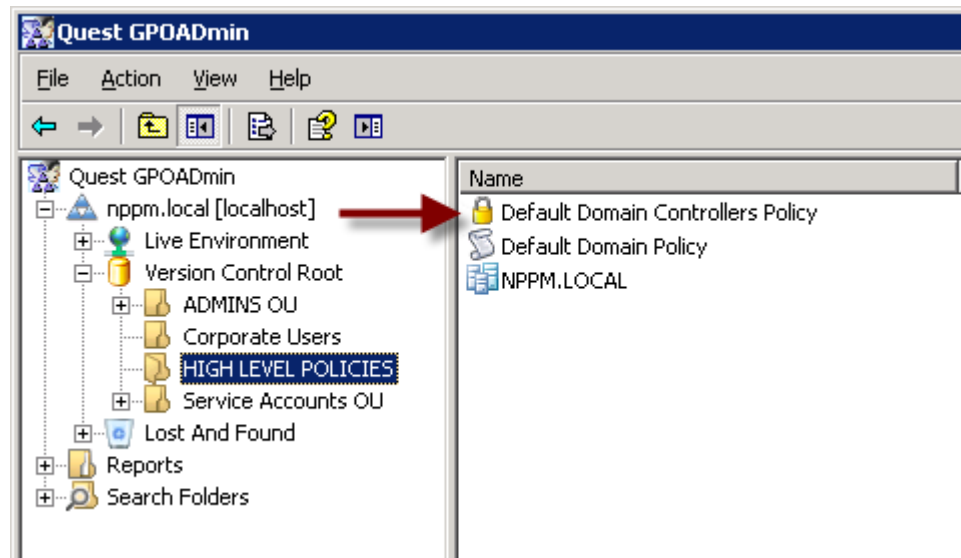 Quest GPOADmin
File Action View Help
Quest GPOADmin
nppm.local [localhost]
Live Environment
Version Control Root
ADMINS OU
Corporate Users
HIGH LEVEL POLICIES
Service Accounts OU
Lost And Found
Reports
Search Folders
Name
Default Domain Controllers Policy
Default Domain Policy
NPPM.LOCAL